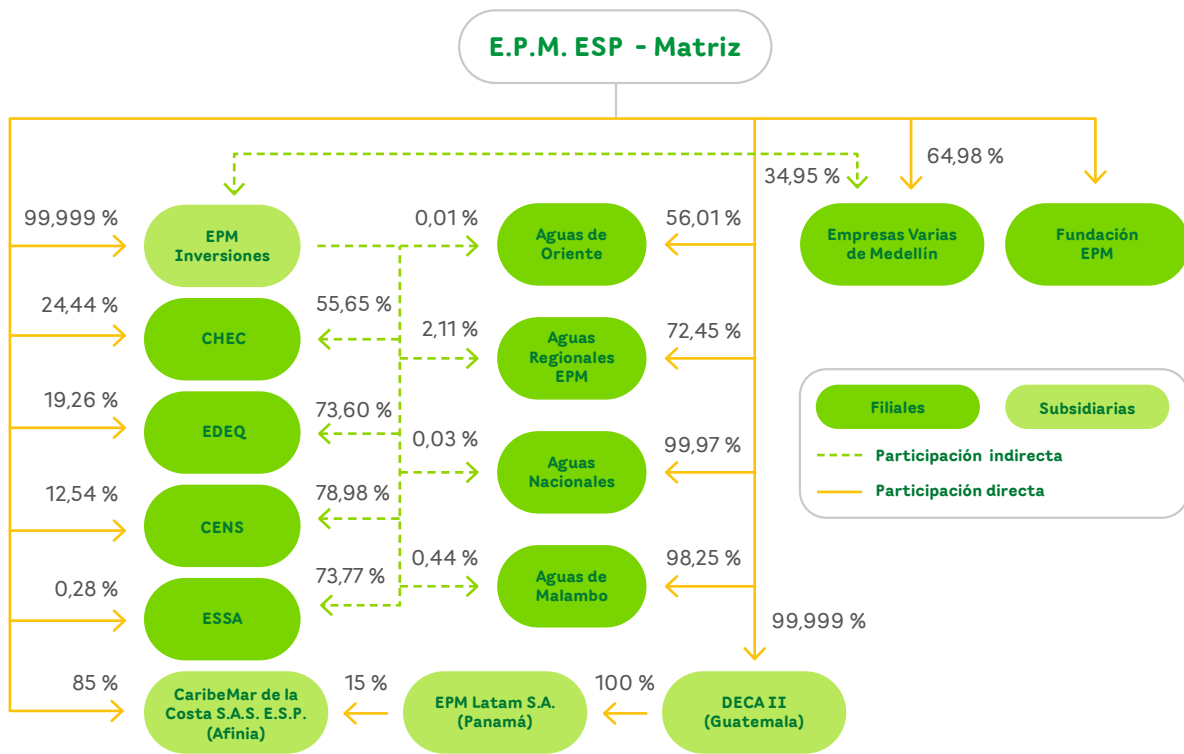 E.P.M. ESP - Matriz
34,95 %
64,98 %
99,999 %
EPM
Inversiones
0,01 %
Aguas de
Oriente
56,01 %
Empresas Varias
de Medellín
Fundación
EPM
24,44 %
CHEC
55,65 %
2,11 %
Aguas
Regionales
EPM
72,45 %
19,26 %
EDEQ
73,60 %
0,03 %
Aguas
Nacionales
99,97 %
12,54 %
CENS
78,98 %
0,44 %
Aguas de
Malambo
98,25 %
0,28 %
ESSA
73,77 %
99,999 %
85 %
CaribeMar de la
Costa S.A.S. E.S.P.
(Afinia)
15 %
EPM Latam S.A.
(Panamá)
100 %
DECA II
(Guatemala)
Filiales
Subsidiarias
Participación indirecta
Participación directa